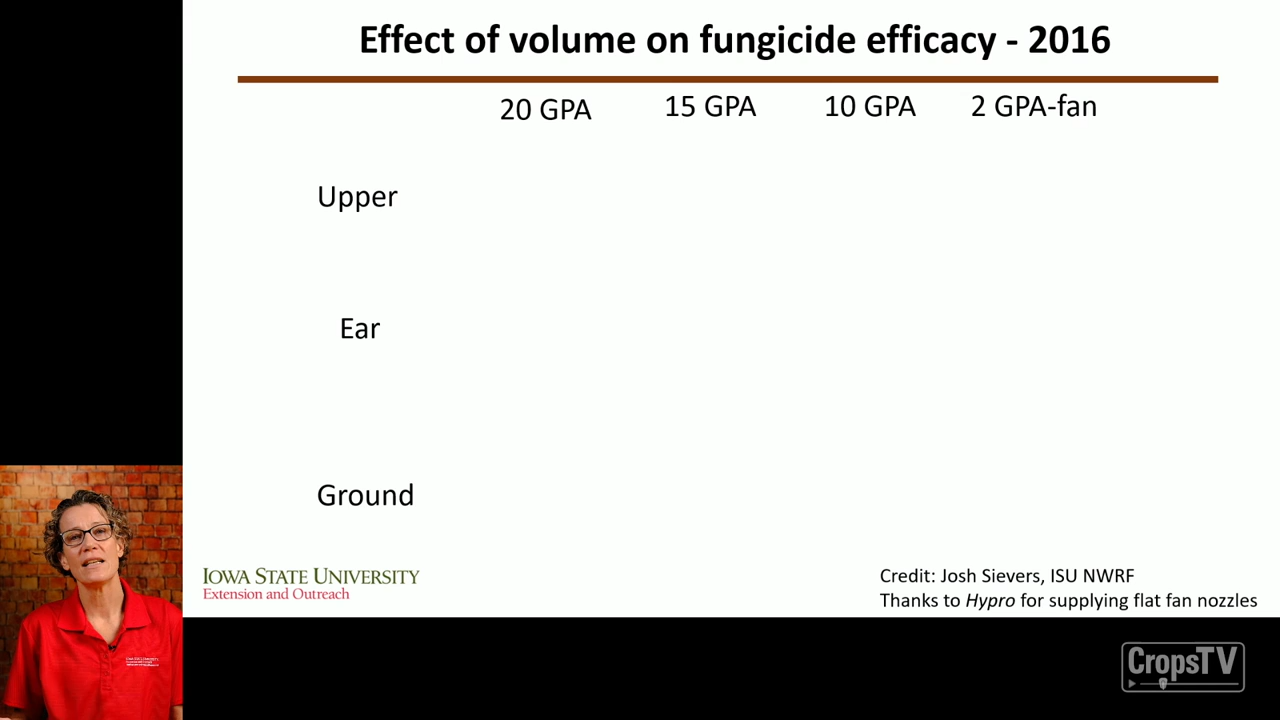 Effect of volume on fungicide efficacy - 2016
20 GPA 15 GPA 10 GPA 2 GPA-fan
Upper
Ear
Ground
IOWA STATE UNIVERSITY
Extension and Outreach
Credit: Josh Sievers, ISU NWRF
Thanks to Hypro for supplying flat fan nozzles
CropsTV